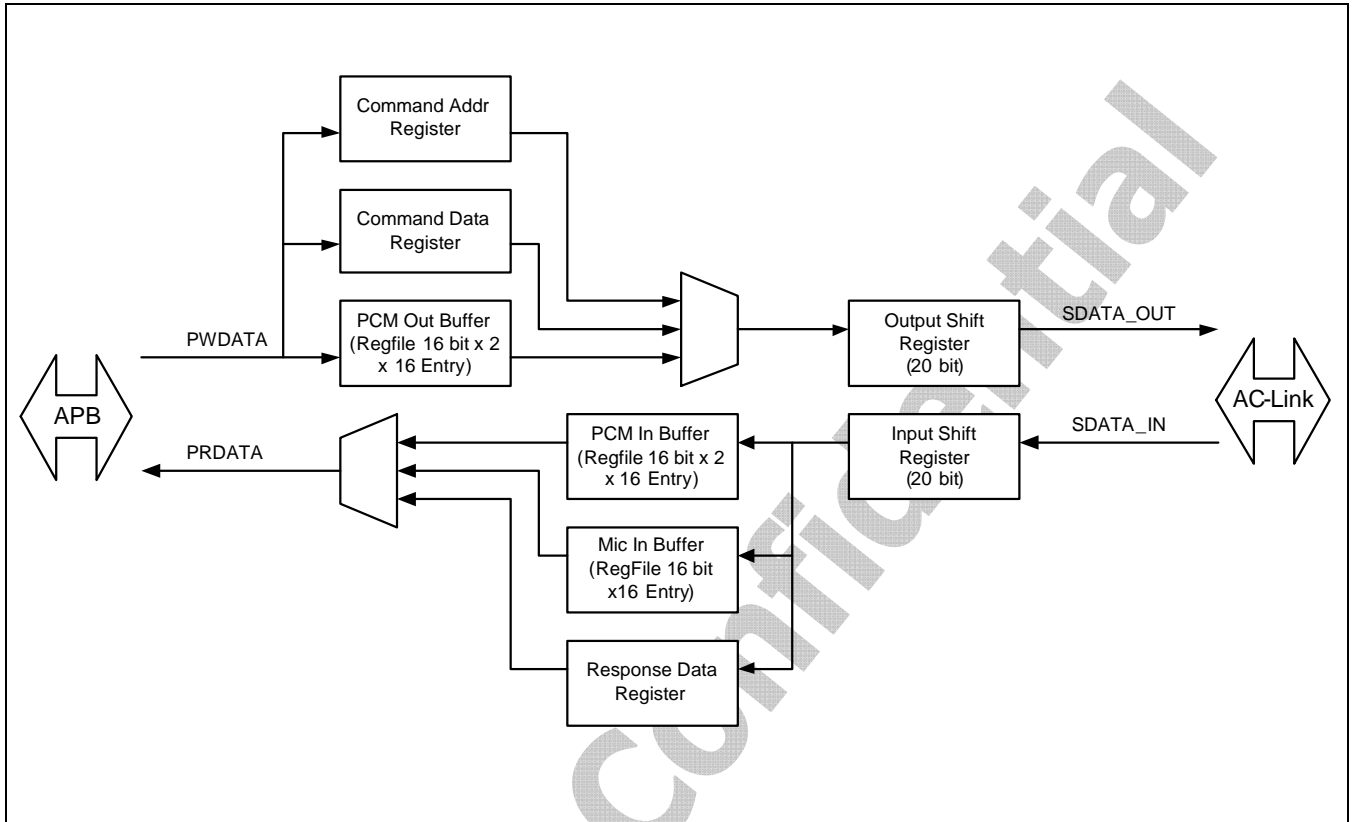 Command Addr
Register
Command Data
Register
PWDATA
PCM Out Buffer
(Regfile 16 bit x 2
x 16 Entry)
Output Shift
Register
(20 bit)
SDATA_OUT
APB
AC-Link
PRDATA
PCM In Buffer
(Regfile 16 bit x 2
x 16 Entry)
Input Shift
Register
(20 bit)
SDATA_IN
Mic In Buffer
(RegFile 16 bit
x16 Entry)
Response Data
Register
Confidential